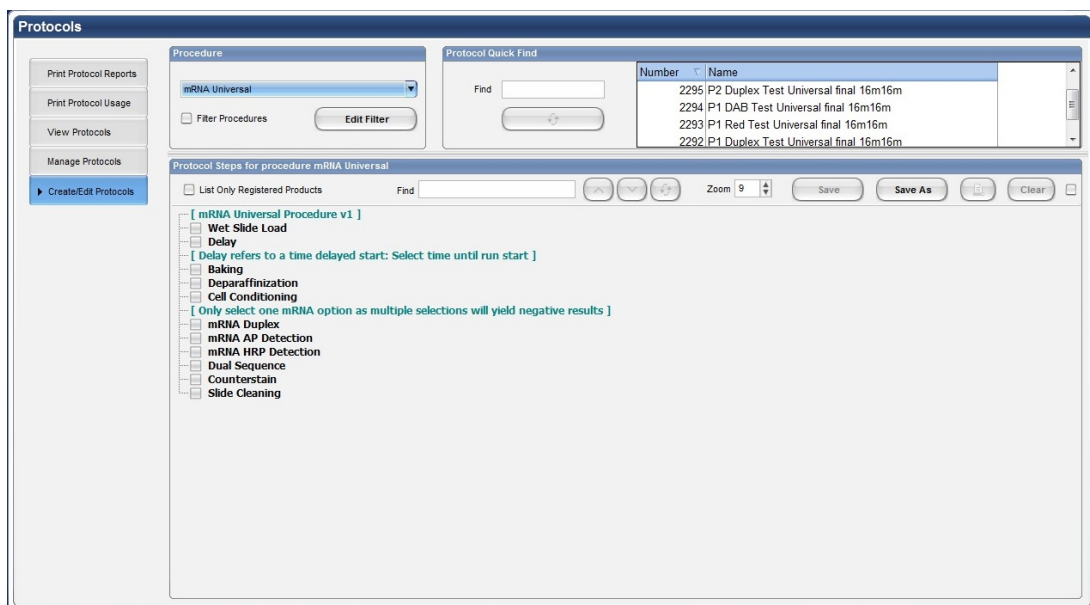 Protocols
Print Protocol Reports
Print Protocol Usage
View Protocols
Manage Protocols
Create/Edit Protocols
Procedure
mRNA Universal
Filter Procedures
Edit Filter
Protocol Quick Find
Find
Number Name
2295 P2 Duplex Test Universal final 16m16m
2294 P1 DAB Test Universal final 16m16m
2293 P1 Red Test Universal final 16m16m
2292 P1 Duplex Test Universal final 16m16m
Protocol Steps for procedure mRNA Universal
List Only Registered Products Find Zoom 9 Save Save As Clear
[ mRNA Universal Procedure v1 ]
Wet Slide Load
Delay
[ Delay refers to a time delayed start: Select time until run start ]
Baking
Deparaffinization
Cell Conditioning
[ Only select one mRNA option as multiple selections will yield negative results ]
mRNA Duplex
mRNA AP Detection
mRNA HRP Detection
Dual Sequence
Counterstain
Slide Cleaning